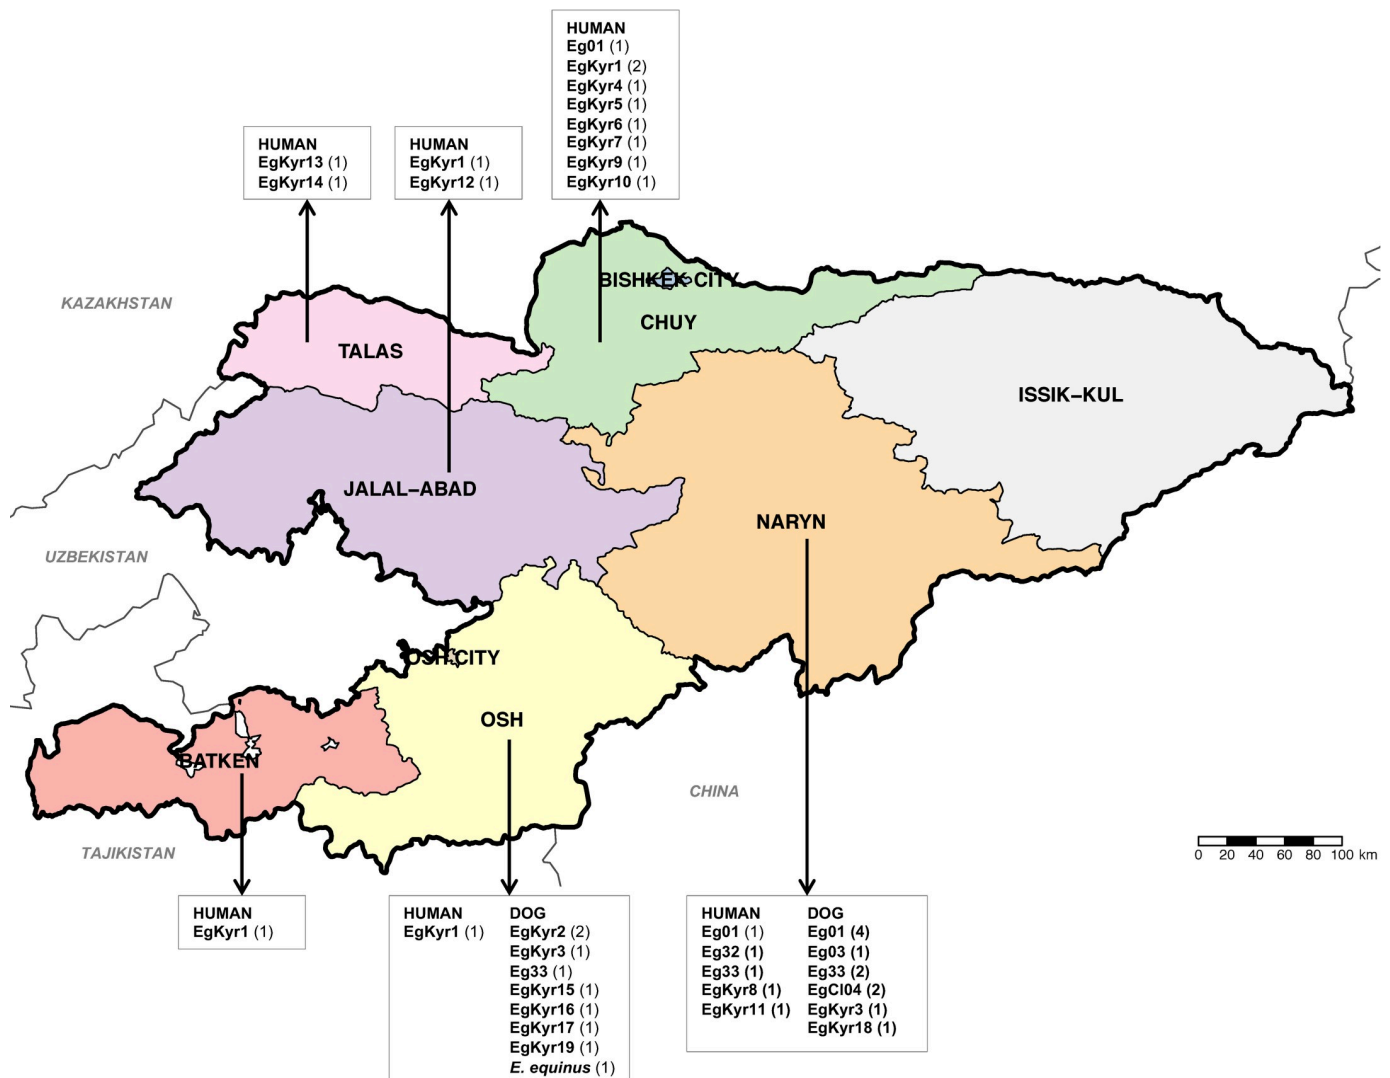 HUMAN
Eg01 (1)
EgKyr1 (2)
EgKyr4 (1)
EgKyr5 (1)
EgKyr6 (1)
EgKyr7 (1)
EgKyr9 (1)
EgKyr10 (1)
HUMAN
EgKyr13 (1)
EgKyr14 (1)
HUMAN
EgKyr1 (1)
EgKyr12 (1)
KAZAKHSTAN
BISHKEK CITY
CHUY
TALAS
ISSIK–KUL
JALAL–ABAD
NARYN
UZBEKISTAN
OSH CITY
OSH
BATKEN
CHINA
TAJIKISTAN
0 20 40 60 80 100 km
HUMAN
EgKyr1 (1)
HUMAN
EgKyr1 (1)
DOG
EgKyr2 (2)
EgKyr3 (1)
Eg33 (1)
EgKyr15 (1)
EgKyr16 (1)
EgKyr17 (1)
EgKyr19 (1)
E. equinus (1)
HUMAN
Eg01 (1)
Eg32 (1)
Eg33 (1)
EgKyr8 (1)
EgKyr11 (1)
DOG
Eg01 (4)
Eg03 (1)
Eg33 (2)
EgCl04 (2)
EgKyr3 (1)
EgKyr18 (1)